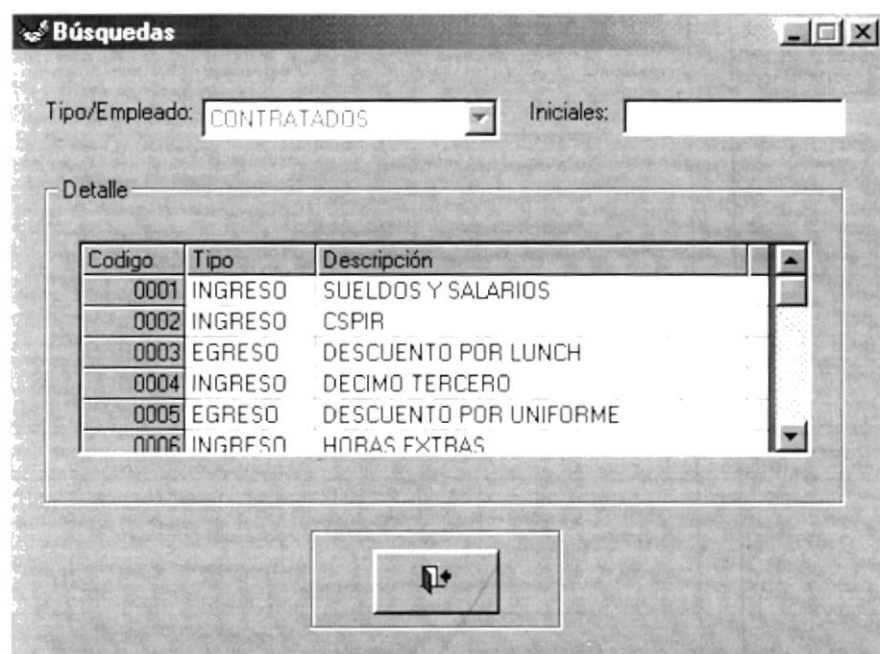 Búsquedas
Tipo/Empleado: CONTRATADOS Iniciales:
Detalle
Codigo Tipo Descripción
0001 INGRESO SUELDOS Y SALARIOS
0002 INGRESO CSPIR
0003 EGRESO DESCUENTO POR LUNCH
0004 INGRESO DECIMO TERCERO
0005 EGRESO DESCUENTO POR UNIFORME
0006 INGRESO HORAS EXTRAS